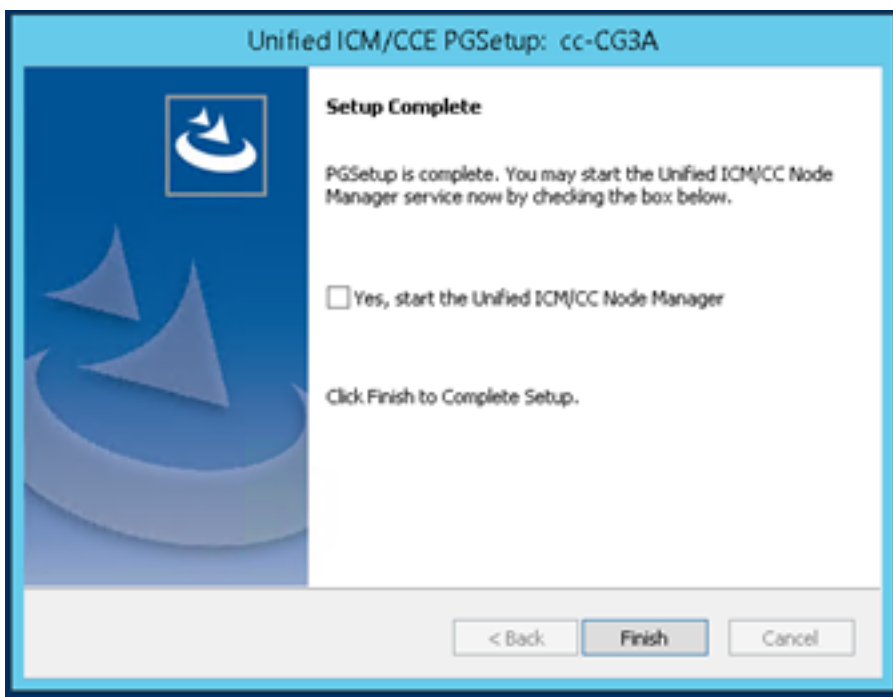 Unified ICM/CCE PGSetup: cc-CG3A
Setup Complete
PGSetup is complete. You may start the Unified ICM/CC Node
Manager service now by checking the box below.
Yes, start the Unified ICM/CC Node Manager
Click Finish to Complete Setup.
< Back Finish Cancel